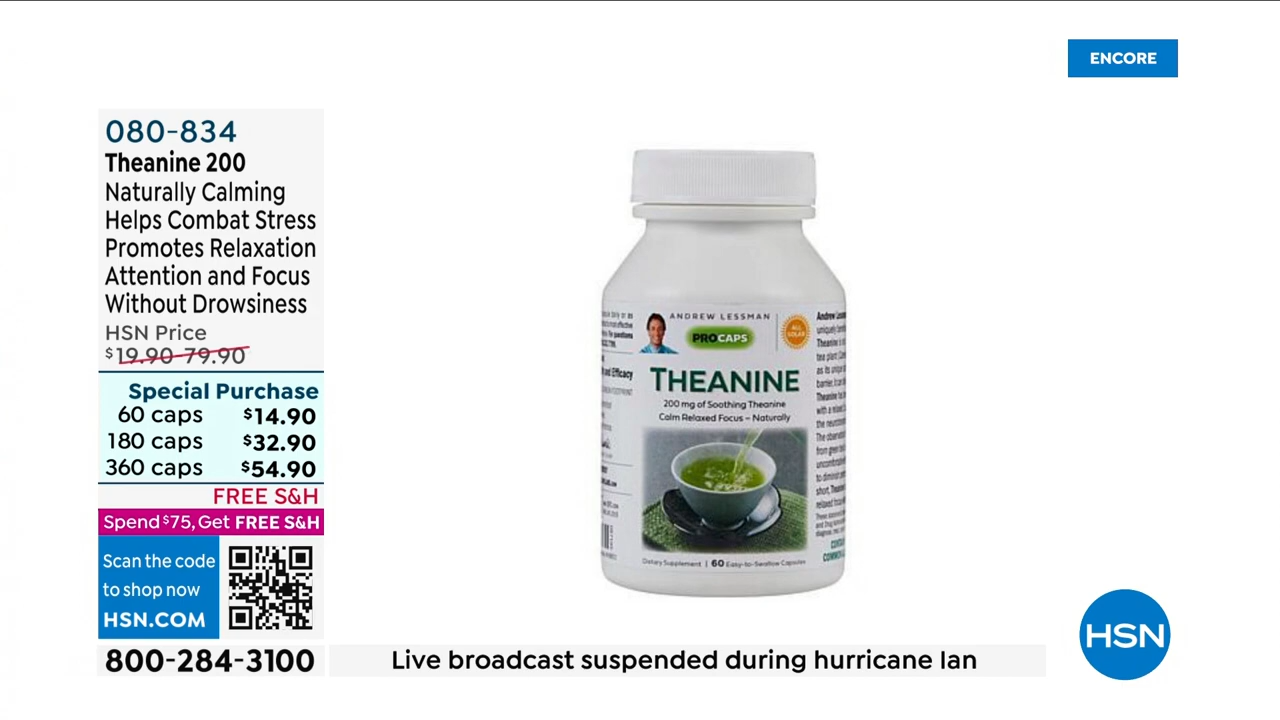 ENCORE
080-834
Theanine 200
Naturally Calming
Helps Combat Stress
Promotes Relaxation
Attention and Focus
Without Drowsiness
HSN Price
$19.90-79.90
Special Purchase
60 caps $14.90
180 caps $32.90
360 caps $54.90
FREE S&H
Spend $75, Get FREE S&H
Scan the code
to shop now
HSN.COM
800-284-3100
Live broadcast suspended during hurricane Ian
HSN
ANDREW LESSMAN
PROCAPS
ALL SOLAR
THEANINE
200 mg of Soothing Theanine
Calm Relaxed Focus – Naturally
Dietary Supplement | 60 Easy-to-Swallow Capsules